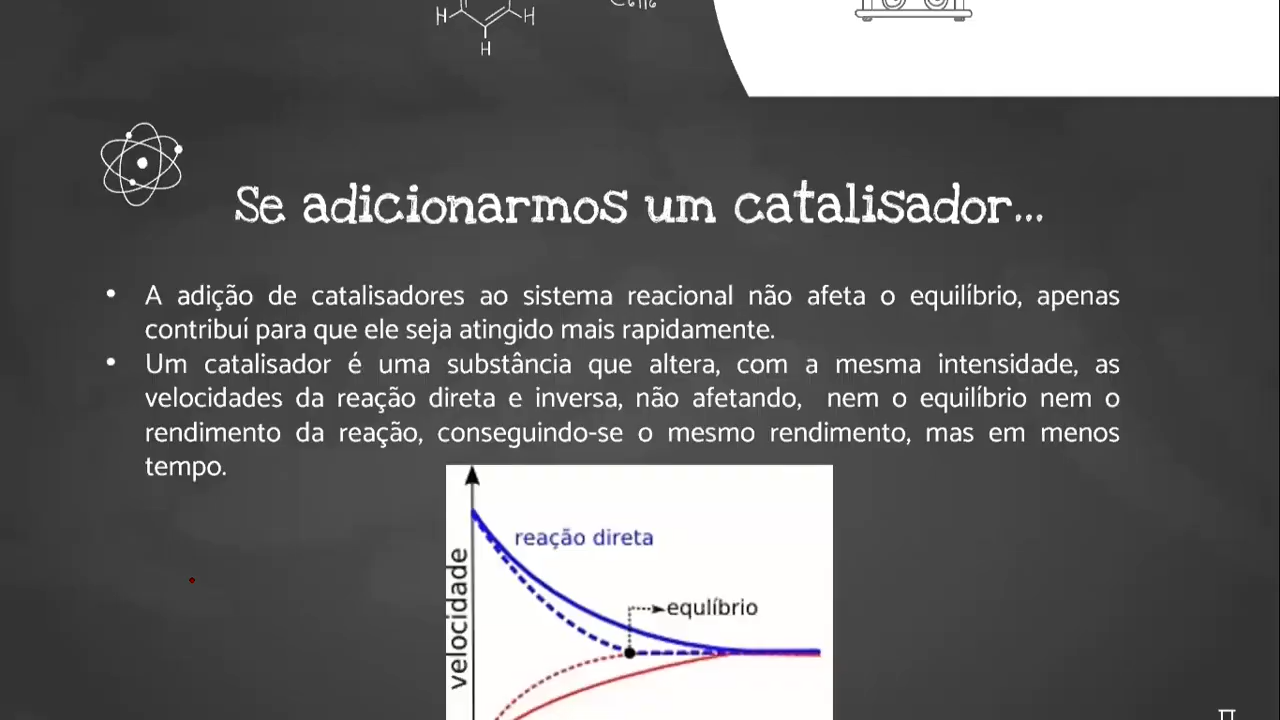 H H
H
Se adicionarmos um catalisador...
• A adição de catalisadores ao sistema reacional não afeta o equilíbrio, apenas
contribuí para que ele seja atingido mais rapidamente.
• Um catalisador é uma substância que altera, com a mesma intensidade, as
velocidades da reação direta e inversa, não afetando, nem o equilíbrio nem o
rendimento da reação, conseguindo-se o mesmo rendimento, mas em menos
tempo.
reação direta
equlíbrio
velocidade